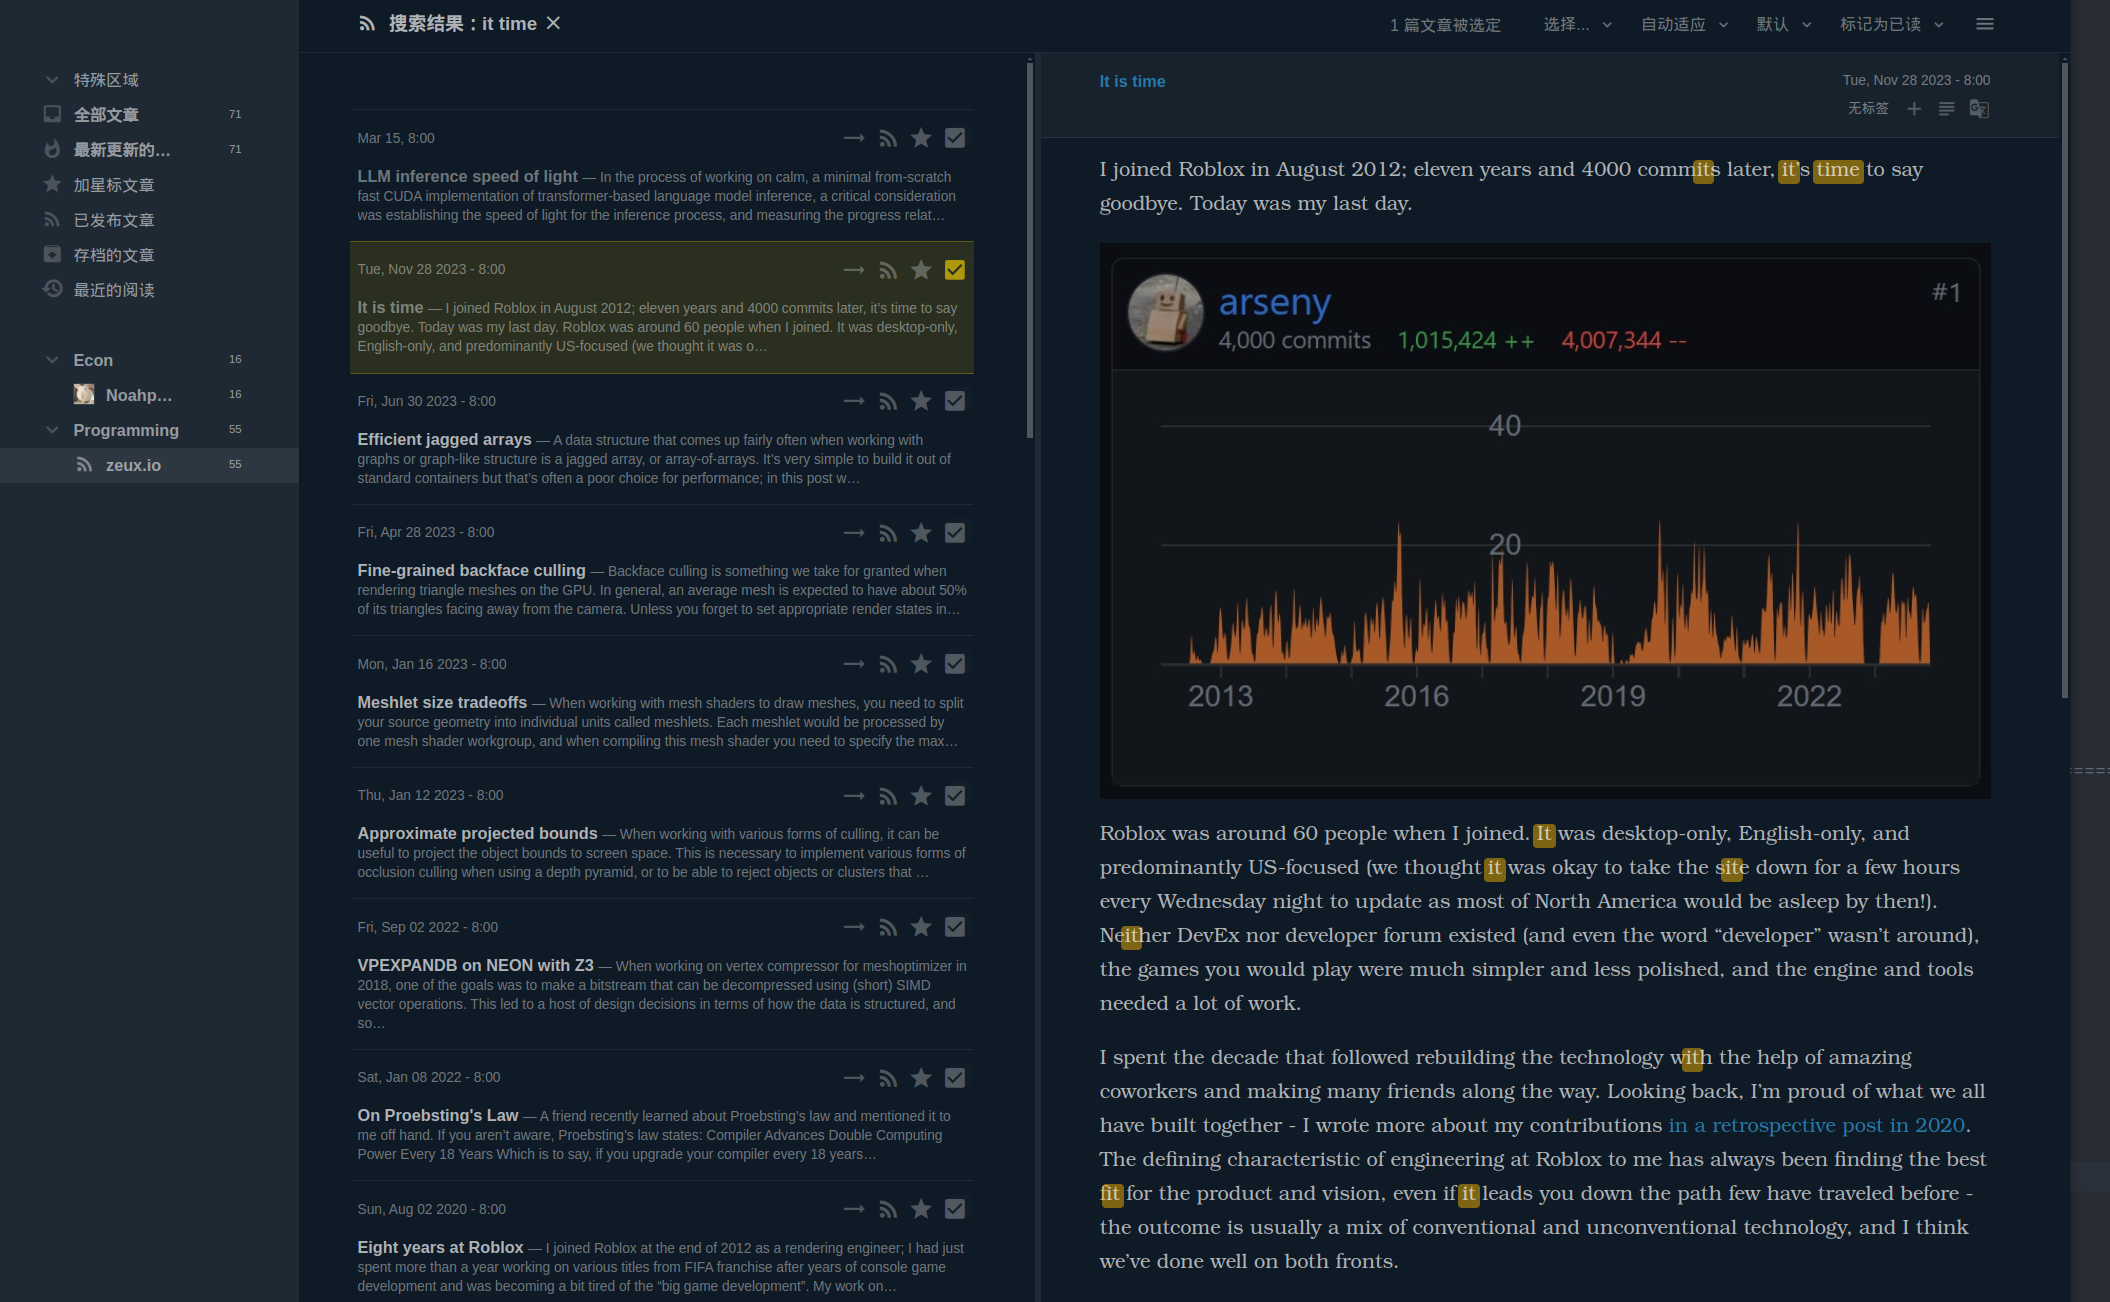 搜索结果：it time ×
1 篇文章被选定
选择...
自动适应
默认
标记为已读
特殊区域
全部文章 71
最新更新的... 71
加星标文章
已发布文章
存档的文章
最近的阅读
Econ 16
Noahp... 16
Programming 55
zeux.io 55
Mar 15, 8:00
LLM inference speed of light — In the process of working on calm, a minimal from-scratch
fast CUDA implementation of transformer-based language model inference, a critical consideration
was establishing the speed of light for the inference process, and measuring the progress relat…
Tue, Nov 28 2023 - 8:00
It is time — I joined Roblox in August 2012; eleven years and 4000 commits later, it’s time to say
goodbye. Today was my last day. Roblox was around 60 people when I joined. It was desktop-only,
English-only, and predominantly US-focused (we thought it was o…
Fri, Jun 30 2023 - 8:00
Efficient jagged arrays — A data structure that comes up fairly often when working with
graphs or graph-like structure is a jagged array, or array-of-arrays. It’s very simple to build it out of
standard containers but that’s often a poor choice for performance; in this post w…
Fri, Apr 28 2023 - 8:00
Fine-grained backface culling — Backface culling is something we take for granted when
rendering triangle meshes on the GPU. In general, an average mesh is expected to have about 50%
of its triangles facing away from the camera. Unless you forget to set appropriate render states in…
Mon, Jan 16 2023 - 8:00
Meshlet size tradeoffs — When working with mesh shaders to draw meshes, you need to split
your source geometry into individual units called meshlets. Each meshlet would be processed by
one mesh shader workgroup, and when compiling this mesh shader you need to specify the max…
Thu, Jan 12 2023 - 8:00
Approximate projected bounds — When working with various forms of culling, it can be
useful to project the object bounds to screen space. This is necessary to implement various forms of
occlusion culling when using a depth pyramid, or to be able to reject objects or clusters that …
Fri, Sep 02 2022 - 8:00
VPEXPANDB on NEON with Z3 — When working on vertex compressor for meshoptimizer in
2018, one of the goals was to make a bitstream that can be decompressed using (short) SIMD
vector operations. This led to a host of design decisions in terms of how the data is structured, and
so…
Sat, Jan 08 2022 - 8:00
On Proebsting's Law — A friend recently learned about Proebsting’s law and mentioned it to
me off hand. If you aren’t aware, Proebsting’s law states: Compiler Advances Double Computing
Power Every 18 Years Which is to say, if you upgrade your compiler every 18 years…
Sun, Aug 02 2020 - 8:00
Eight years at Roblox — I joined Roblox at the end of 2012 as a rendering engineer; I had just
spent more than a year working on various titles from FIFA franchise after years of console game
development and was becoming a bit tired of the “big game development”. My work on…
It is time
Tue, Nov 28 2023 - 8:00
无标签
I joined Roblox in August 2012; eleven years and 4000 commits later, it’s time to say
goodbye. Today was my last day.
arseny
#1
4,000 commits 1,015,424 ++ 4,007,344 --
40
20
2013 2016 2019 2022
Roblox was around 60 people when I joined. It was desktop-only, English-only, and
predominantly US-focused (we thought it was okay to take the site down for a few hours
every Wednesday night to update as most of North America would be asleep by then!).
Neither DevEx nor developer forum existed (and even the word “developer” wasn’t around),
the games you would play were much simpler and less polished, and the engine and tools
needed a lot of work.
I spent the decade that followed rebuilding the technology with the help of amazing
coworkers and making many friends along the way. Looking back, I’m proud of what we all
have built together - I wrote more about my contributions in a retrospective post in 2020.
The defining characteristic of engineering at Roblox to me has always been finding the best
fit for the product and vision, even if it leads you down the path few have traveled before -
the outcome is usually a mix of conventional and unconventional technology, and I think
we’ve done well on both fronts.